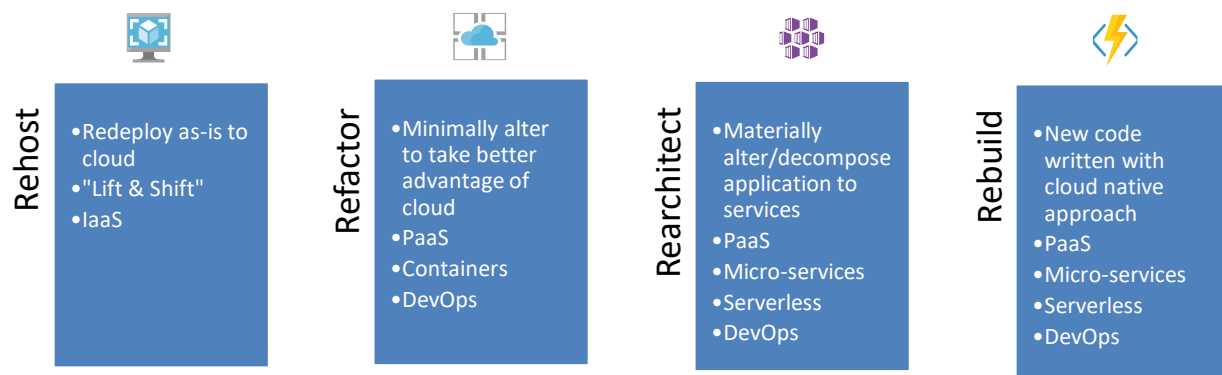 Rehost
•Redeploy as-is to
cloud
•"Lift & Shift"
•IaaS
Refactor
•Minimally alter
to take better
advantage of
cloud
•PaaS
•Containers
•DevOps
Rearchitect
•Materially
alter/decompose
application to
services
•PaaS
•Micro-services
•Serverless
•DevOps
Rebuild
•New code
written with
cloud native
approach
•PaaS
•Micro-services
•Serverless
•DevOps